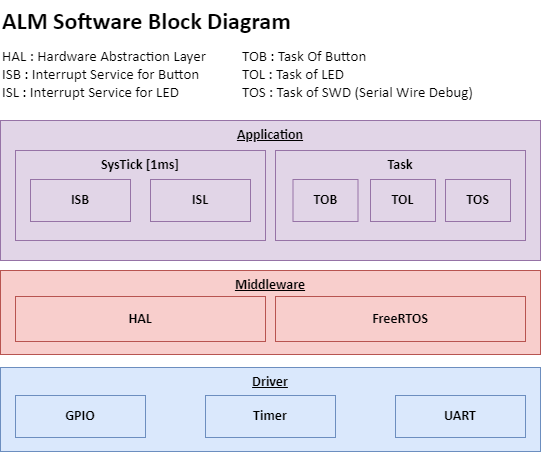 ALM Software Block Diagram
HAL : Hardware Abstraction Layer
ISB : Interrupt Service for Button
ISL : Interrupt Service for LED
TOB : Task Of Button
TOL : Task of LED
TOS : Task of SWD (Serial Wire Debug)
Application
SysTick [1ms]
ISB
ISL
Task
TOB
TOL
TOS
Middleware
HAL
FreeRTOS
Driver
GPIO
Timer
UART